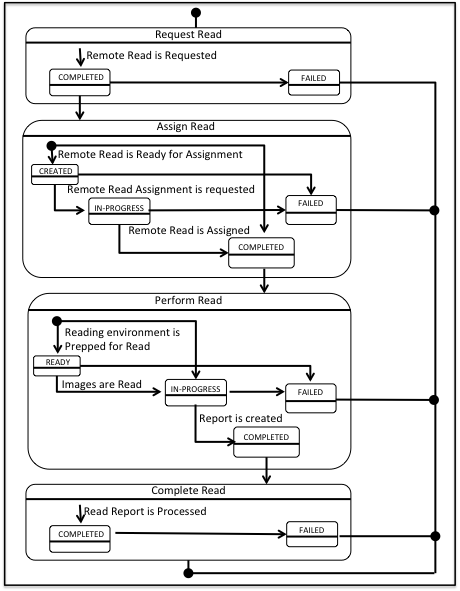 Request Read
Remote Read is Requested
COMPLETED
FAILED
Assign Read
Remote Read is Ready for Assignment
CREATED
Remote Read Assignment is requested
IN-PROGRESS
FAILED
Remote Read is Assigned
COMPLETED
Perform Read
Reading environment is
Prepped for Read
READY
Images are Read
IN-PROGRESS
FAILED
Report is created
COMPLETED
Complete Read
Read Report is Processed
COMPLETED
FAILED